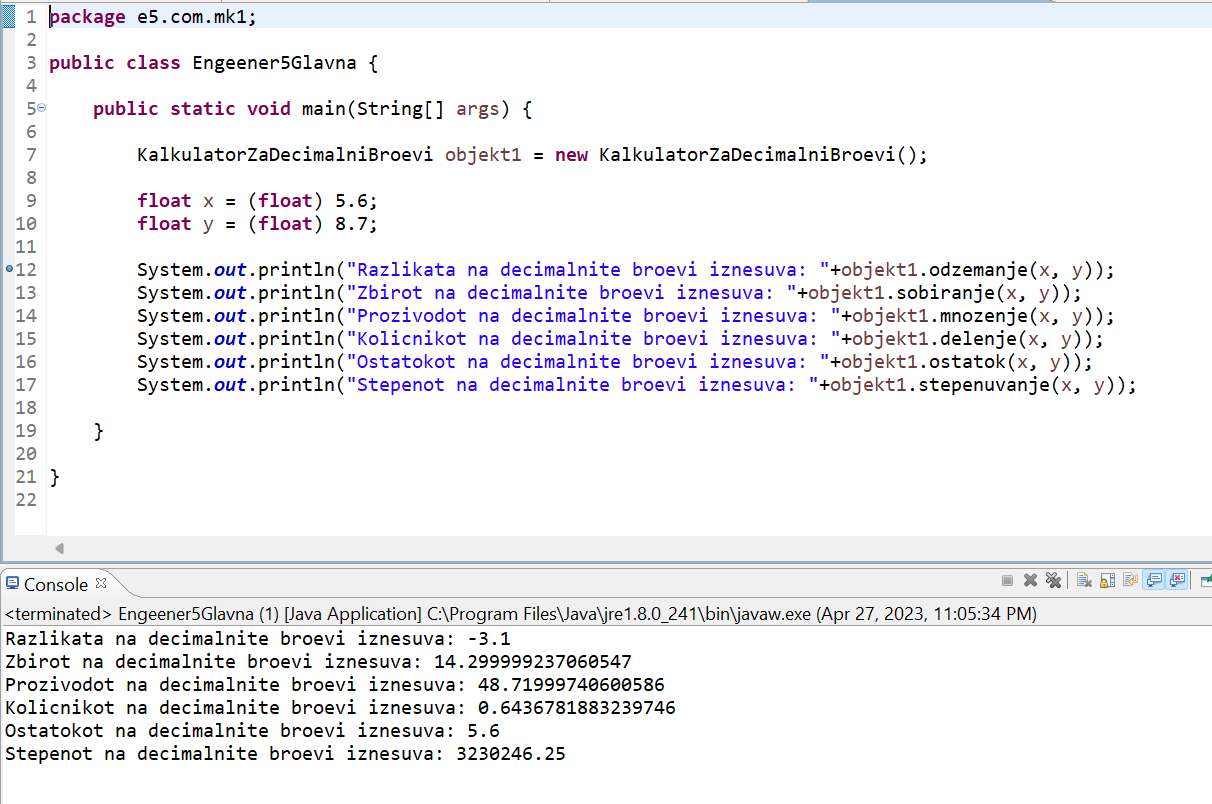 1 package e5.com.mk1;
2
3 public class Engeener5Glavna {
4
5 public static void main(String[] args) {
6
7 KalkulatorZaDecimalniBroevi objekt1 = new KalkulatorZaDecimalniBroevi();
8
9 float x = (float) 5.6;
10 float y = (float) 8.7;
11
12 System.out.println("Razlikata na decimalnite broevi iznesuva: "+objekt1.odzemanje(x, y));
13 System.out.println("Zbirot na decimalnite broevi iznesuva: "+objekt1.sobiranje(x, y));
14 System.out.println("Prozivodot na decimalnite broevi iznesuva: "+objekt1.mnozenje(x, y));
15 System.out.println("Kolicnikot na decimalnite broevi iznesuva: "+objekt1.delenje(x, y));
16 System.out.println("Ostatokot na decimalnite broevi iznesuva: "+objekt1.ostatok(x, y));
17 System.out.println("Stepenot na decimalnite broevi iznesuva: "+objekt1.stepenuvanje(x, y));
18
19 }
20
21 }
22
Console
<terminated> Engeener5Glavna (1) [Java Application] C:\Program Files\Java\jre1.8.0_241\bin\javaw.exe (Apr 27, 2023, 11:05:34 PM)
Razlikata na decimalnite broevi iznesuva: -3.1
Zbirot na decimalnite broevi iznesuva: 14.299999237060547
Prozivodot na decimalnite broevi iznesuva: 48.71999740600586
Kolicnikot na decimalnite broevi iznesuva: 0.6436781883239746
Ostatokot na decimalnite broevi iznesuva: 5.6
Stepenot na decimalnite broevi iznesuva: 3230246.25